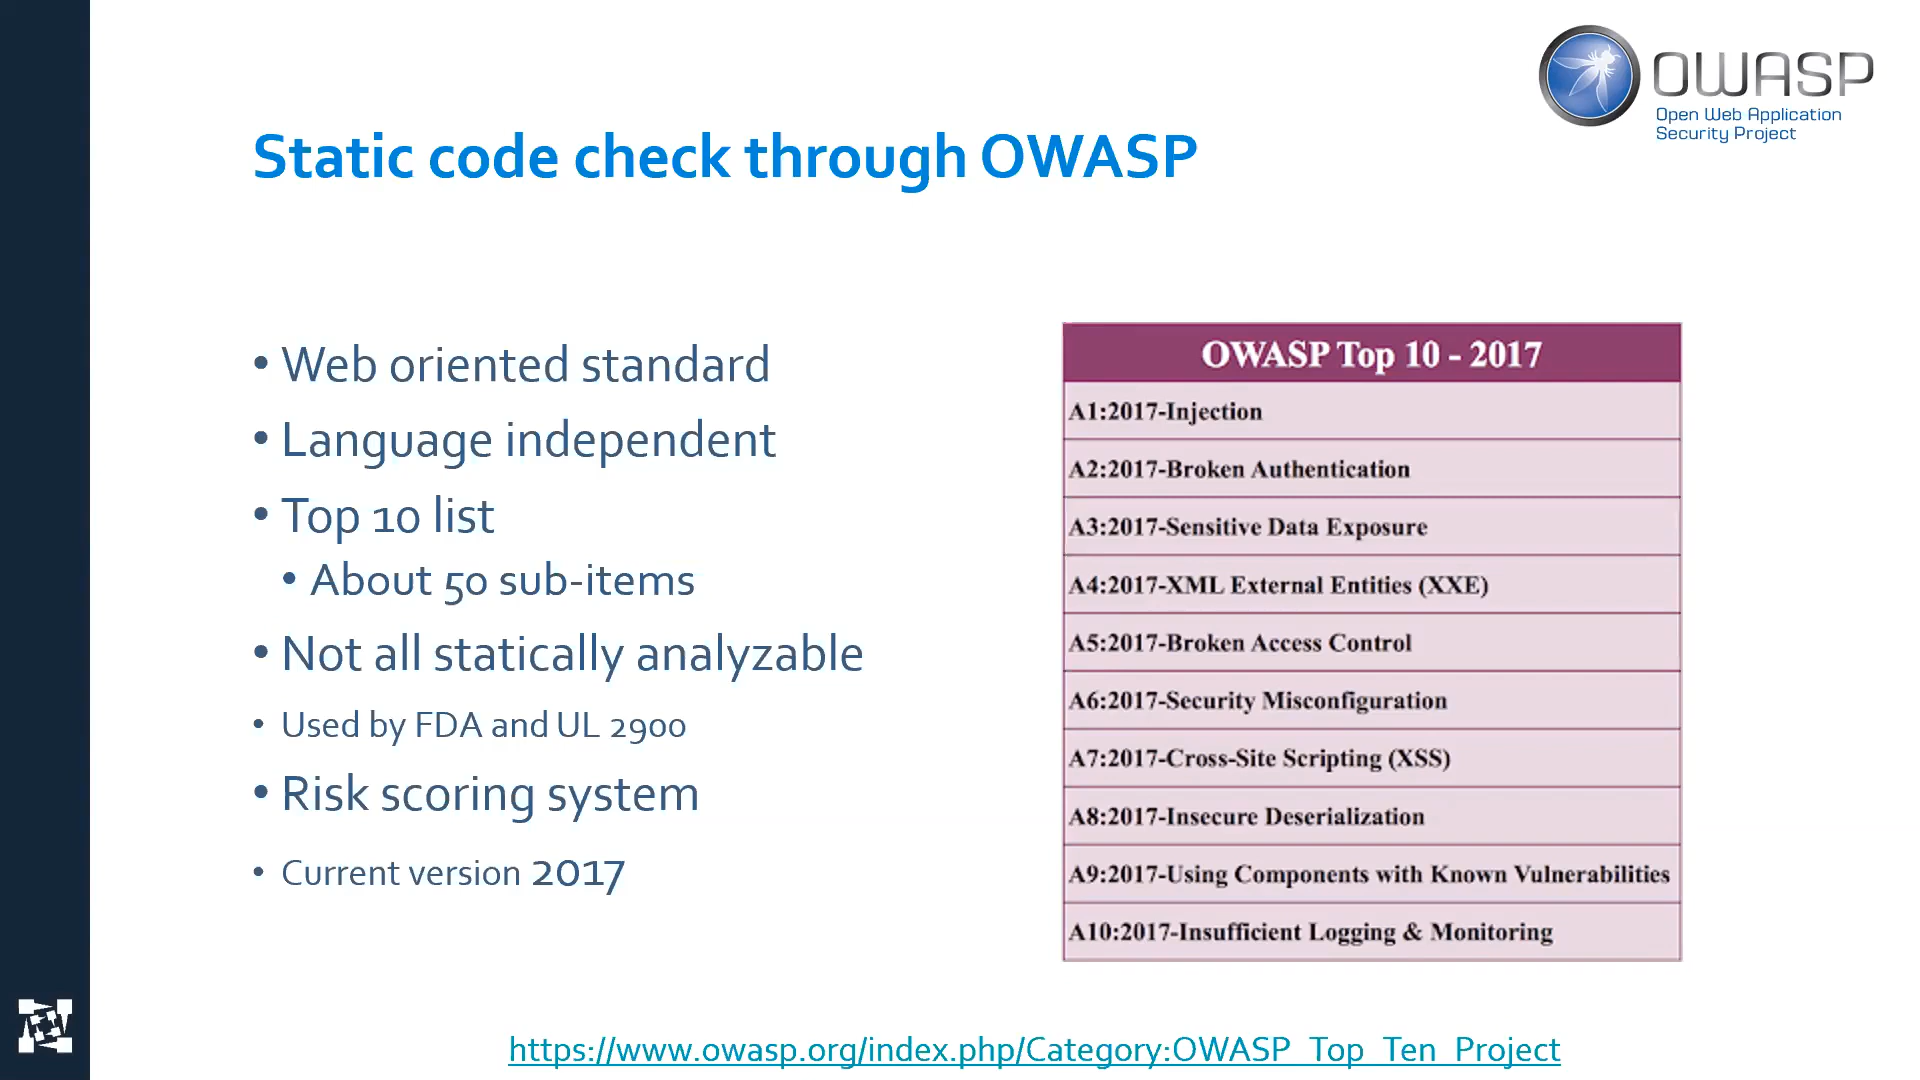 OWASP
Open Web Application
Security Project
Static code check through OWASP
• Web oriented standard
• Language independent
• Top 10 list
• About 50 sub-items
• Not all statically analyzable
• Used by FDA and UL 2900
• Risk scoring system
• Current version 2017
OWASP Top 10 - 2017
A1:2017-Injection
A2:2017-Broken Authentication
A3:2017-Sensitive Data Exposure
A4:2017-XML External Entities (XXE)
A5:2017-Broken Access Control
A6:2017-Security Misconfiguration
A7:2017-Cross-Site Scripting (XSS)
A8:2017-Insecure Deserialization
A9:2017-Using Components with Known Vulnerabilities
A10:2017-Insufficient Logging & Monitoring
https://www.owasp.org/index.php/Category:OWASP_Top_Ten_Project